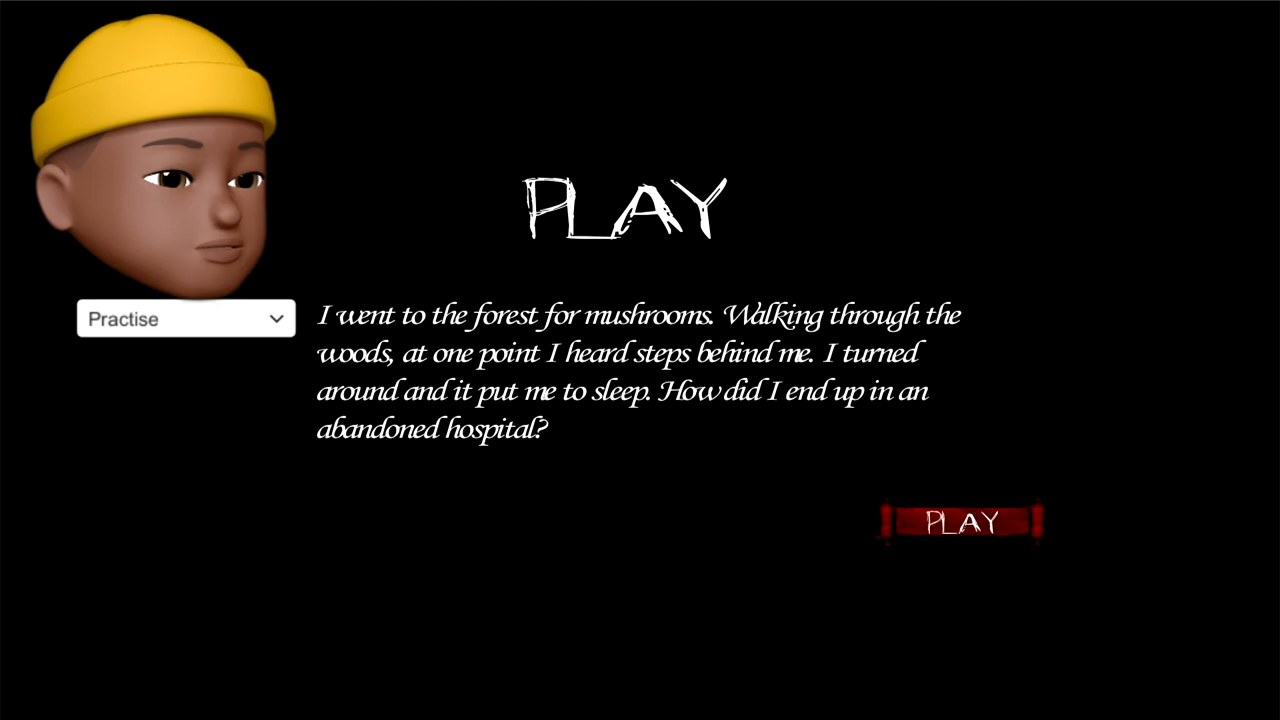 PLAY
Practise
I went to the forest for mushrooms. Walking through the
woods, at one point I heard steps behind me. I turned
around and it put me to sleep. How did I end up in an
abandoned hospital?
PLAY